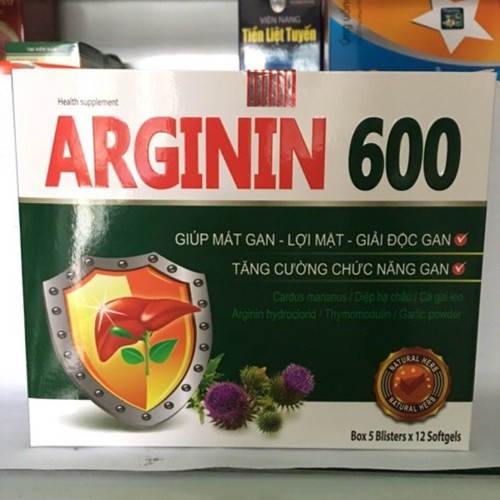 VIÊN NANG
Tiền Liệt Tuyến
Health supplement
ARGININ 600
GIÚP MÁT GAN - LỢI MẬT - GIẢI ĐỘC GAN
TĂNG CƯỜNG CHỨC NĂNG GAN
Cardus marianus / Diệp hạ châu / Cà gai leo
Arginin hydroclorid / Thymomodulin / Garlic powder
NATURAL HERB
NATURAL HERB
Box 5 Blisters x 12 Softgels